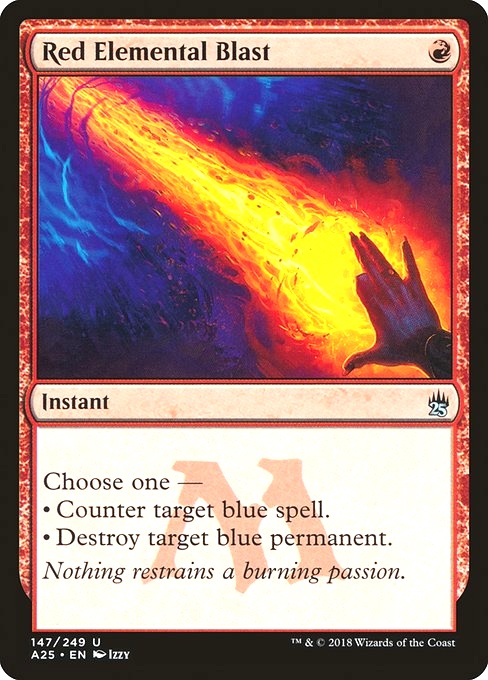 Red Elemental Blast
Instant
25
Choose one —
• Counter target blue spell.
• Destroy target blue permanent.
Nothing restrains a burning passion.
147/249 U
A25 • EN Izzy
™ & © 2018 Wizards of the Coast